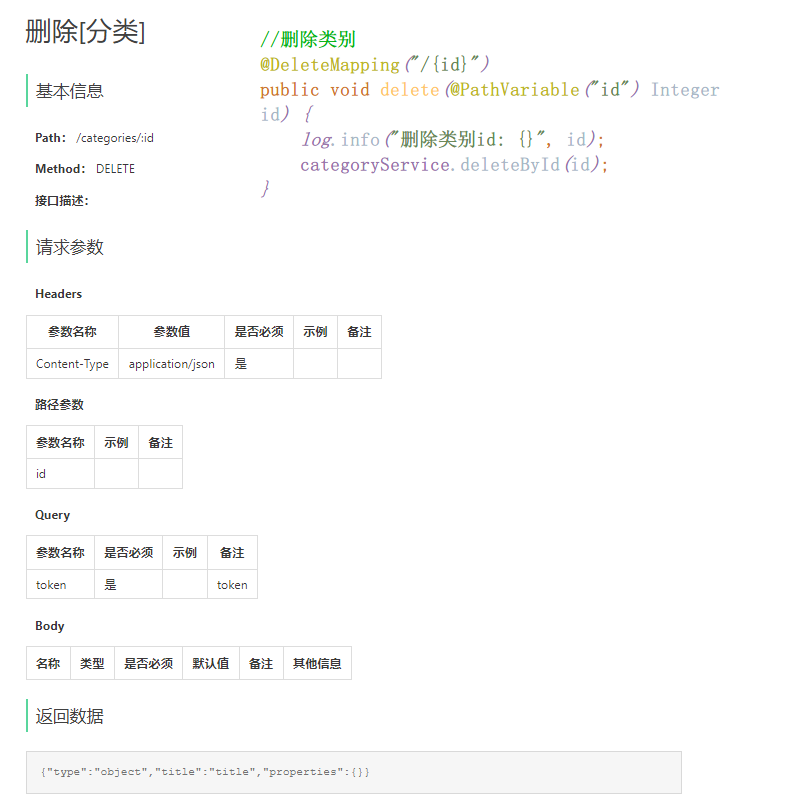 删除[分类]
//删除类别
@DeleteMapping("/{id}")
public void delete(@PathVariable("id") Integer
id) {
log.info("删除类别id: {}", id);
categoryService.deleteById(id);
}
基本信息
Path: /categories/:id
Method: DELETE
接口描述:
请求参数
Headers
参数名称 参数值 是否必须 示例 备注
Content-Type application/json 是
路径参数
参数名称 示例 备注
id
Query
参数名称 是否必须 示例 备注
token 是 token
Body
名称 类型 是否必须 默认值 备注 其他信息
返回数据
{"type":"object","title":"title","properties":{}}